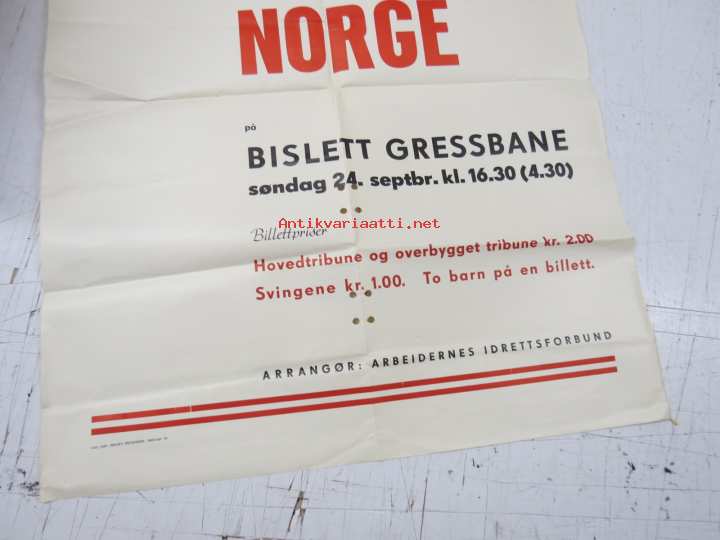 NORGE
på
BISLETT GRESSBANE
søndag 24. septbr. kl. 16.30 (4.30)
Antikvariaatti.net
Billettpriser
Hovedtribune og overbygget tribune kr. 2.00
Svingene kr. 1.00. To barn på en billett.
ARRANGØR: ARBEIDERNES IDRETTSFORBUND